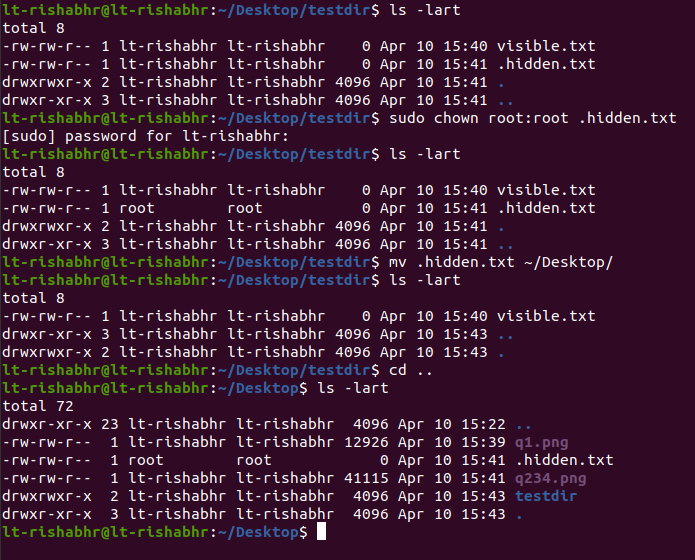 lt-rishabhr@lt-rishabhr:~/Desktop/testdir$ ls -lart
total 8
-rw-rw-r-- 1 lt-rishabhr lt-rishabhr    0 Apr 10 15:40 visible.txt
-rw-rw-r-- 1 lt-rishabhr lt-rishabhr    0 Apr 10 15:41 .hidden.txt
drwxrwxr-x 2 lt-rishabhr lt-rishabhr 4096 Apr 10 15:41 .
drwxr-xr-x 3 lt-rishabhr lt-rishabhr 4096 Apr 10 15:41 ..
lt-rishabhr@lt-rishabhr:~/Desktop/testdir$ sudo chown root:root .hidden.txt
[sudo] password for lt-rishabhr:
lt-rishabhr@lt-rishabhr:~/Desktop/testdir$ ls -lart
total 8
-rw-rw-r-- 1 lt-rishabhr lt-rishabhr    0 Apr 10 15:40 visible.txt
-rw-rw-r-- 1 root        root           0 Apr 10 15:41 .hidden.txt
drwxrwxr-x 2 lt-rishabhr lt-rishabhr 4096 Apr 10 15:41 .
drwxr-xr-x 3 lt-rishabhr lt-rishabhr 4096 Apr 10 15:41 ..
lt-rishabhr@lt-rishabhr:~/Desktop/testdir$ mv .hidden.txt ~/Desktop/
lt-rishabhr@lt-rishabhr:~/Desktop/testdir$ ls -lart
total 8
-rw-rw-r-- 1 lt-rishabhr lt-rishabhr    0 Apr 10 15:40 visible.txt
drwxr-xr-x 3 lt-rishabhr lt-rishabhr 4096 Apr 10 15:43 ..
drwxrwxr-x 2 lt-rishabhr lt-rishabhr 4096 Apr 10 15:43 .
lt-rishabhr@lt-rishabhr:~/Desktop/testdir$ cd ..
lt-rishabhr@lt-rishabhr:~/Desktop$ ls -lart
total 72
drwxr-xr-x 23 lt-rishabhr lt-rishabhr  4096 Apr 10 15:22 ..
-rw-rw-r--  1 lt-rishabhr lt-rishabhr 12926 Apr 10 15:39 q1.png
-rw-rw-r--  1 root        root            0 Apr 10 15:41 .hidden.txt
-rw-rw-r--  1 lt-rishabhr lt-rishabhr 41115 Apr 10 15:43 q234.png
drwxrwxr-x  2 lt-rishabhr lt-rishabhr  4096 Apr 10 15:43 testdir
drwxr-xr-x  3 lt-rishabhr lt-rishabhr  4096 Apr 10 15:43 .
lt-rishabhr@lt-rishabhr:~/Desktop$